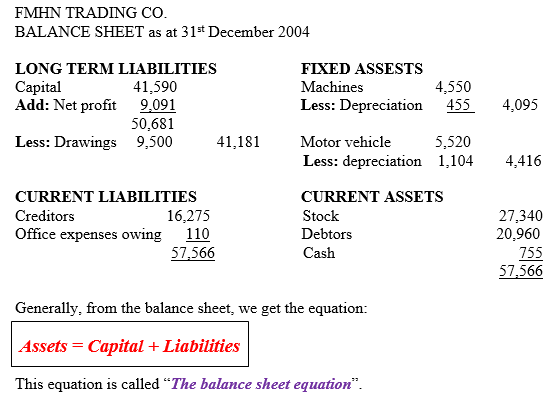 FMHN TRADING CO.
BALANCE SHEET as at 31st December 2004
LONG TERM LIABILITIES FIXED ASSESTS
Capital 41,590 Machines 4,550
Add: Net profit 9,091 Less: Depreciation 455 4,095
50,681
Less: Drawings 9,500 41,181 Motor vehicle 5,520
Less: depreciation 1,104 4,416
CURRENT LIABILITIES CURRENT ASSETS
Creditors 16,275 Stock 27,340
Office expenses owing 110 Debtors 20,960
57,566 Cash 755
57,566
Generally, from the balance sheet, we get the equation:
Assets = Capital + Liabilities
This equation is called “The balance sheet equation”.